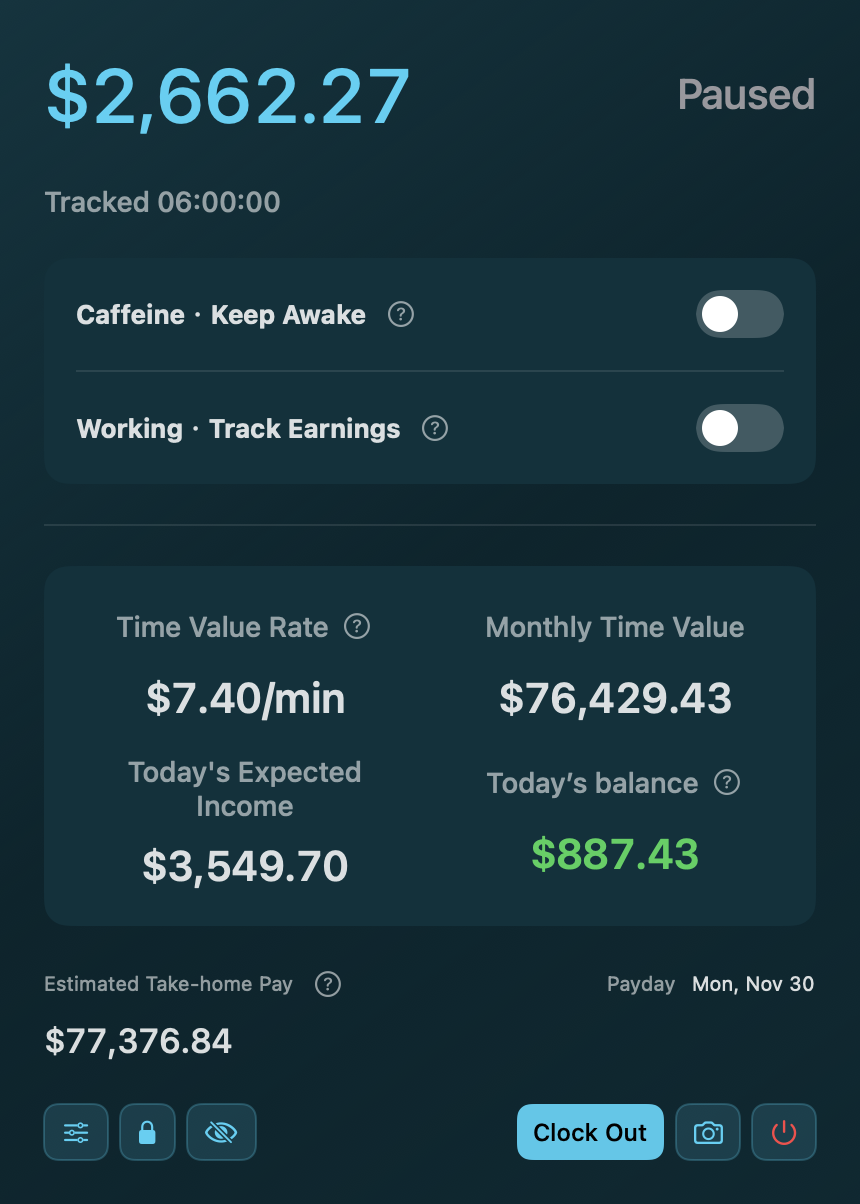 $2,662.27
Paused
Tracked 06:00:00
Caffeine · Keep Awake ?
Working · Track Earnings ?
Time Value Rate ?
$7.40/min
Monthly Time Value
$76,429.43
Today's Expected
Income
$3,549.70
Today’s balance ?
$887.43
Estimated Take-home Pay ?
Payday Mon, Nov 30
$77,376.84
Clock Out